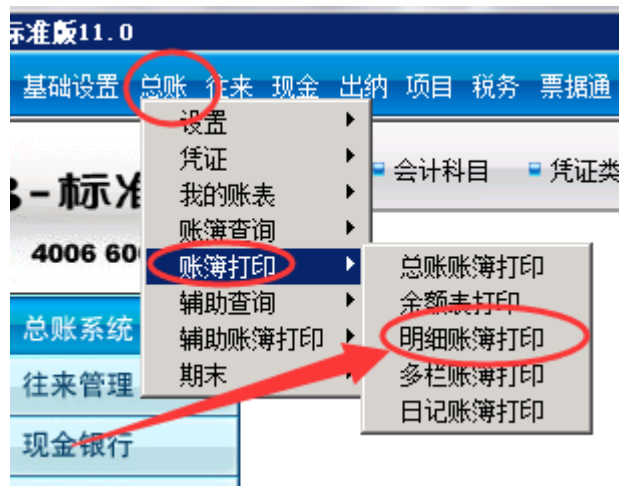 标准版11.0
基础设置 总账 往来 现金 出纳 项目 税务 票据通
设置
凭证
会计科目 凭证类
-标准
我的账表
账簿查询
4006 60
账簿打印
总账账簿打印
辅助查询
余额表打印
总账系统
辅助账簿打印
明细账簿打印
期末
多栏账簿打印
往来管理
日记账簿打印
现金银行